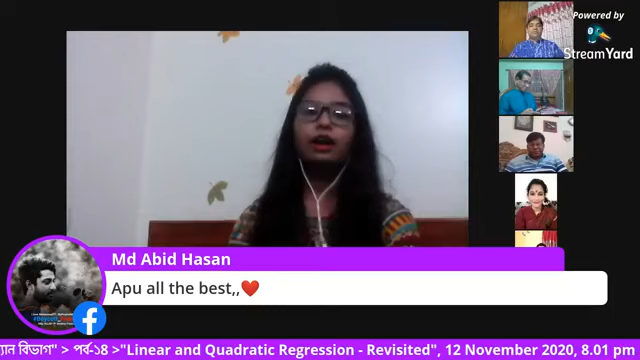 Powered by
StreamYard
Md Abid Hasan
Apu all the best,,❤️
বিভাগ" > পর্ব-১৪ >"Linear and Quadratic Regression - Revisited", 12 November 2020, 8.01 pm